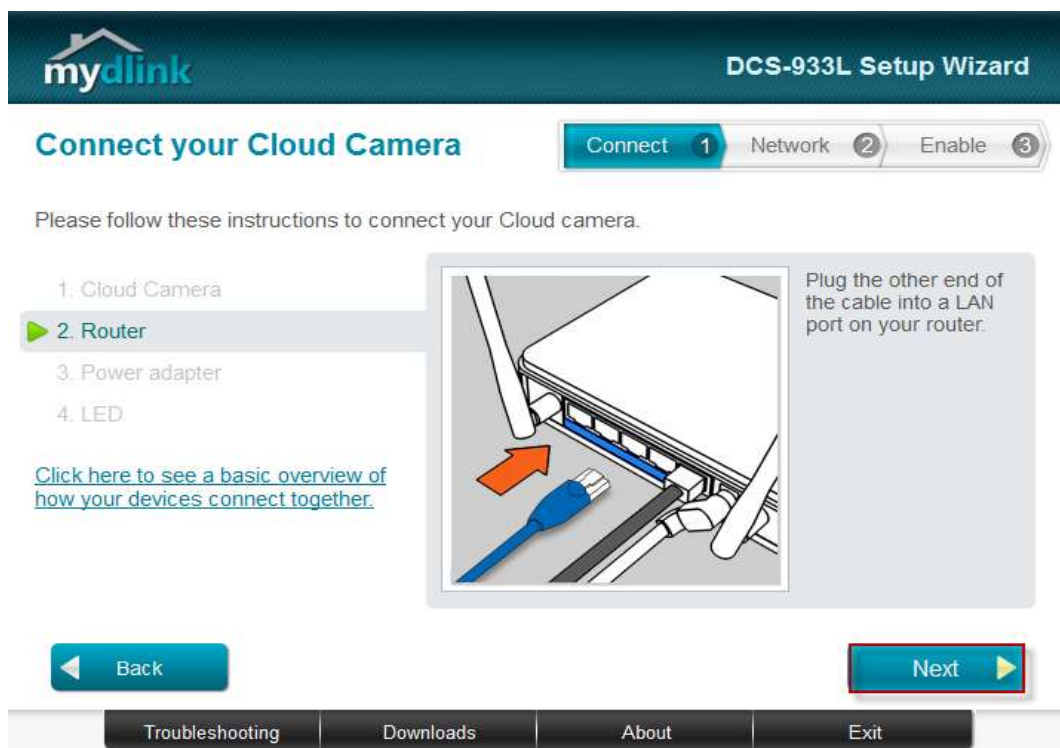 mydlink
DCS-933L Setup Wizard
Connect your Cloud Camera
Connect 1 Network 2 Enable 3
Please follow these instructions to connect your Cloud camera.
1. Cloud Camera
2. Router
3. Power adapter
4. LED
Click here to see a basic overview of
how your devices connect together.
Plug the other end of
the cable into a LAN
port on your router.
Back
Next
Troubleshooting Downloads About Exit